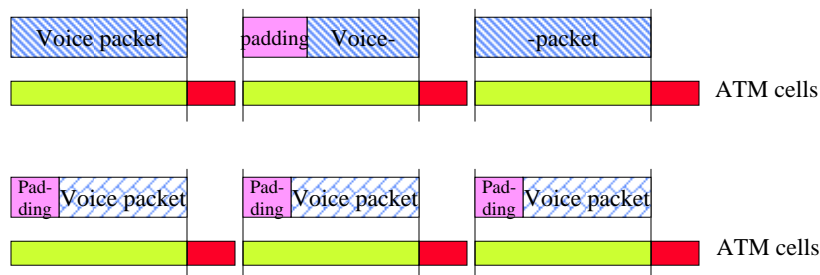 Voice packet
padding
Voice-
-packet
ATM cells
Pad-
ding
Voice packet
Pad-
ding
Voice packet
Pad-
ding
Voice packet
ATM cells